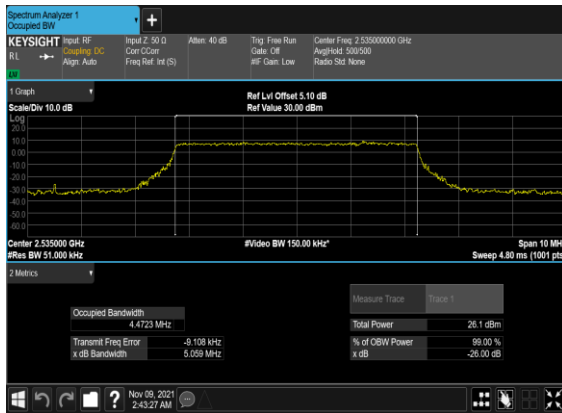 Spectrum Analyzer 1
Occupied BW
KEYSIGHT Input: RF Input Z: 50 Ω Atten: 40 dB Trig: Free Run Center Freq: 2.535000000 GHz
RL Coupling: DC Corr CCorr Gate: Off Avg|Hold: 500/500
Align: Auto Freq Ref: Int (S) #IF Gain: Low Radio Std: None
1 Graph
Ref Lvl Offset 5.10 dB
Scale/Div 10.0 dB Ref Value 30.00 dBm
Log
20.0
10.0
0.00
-10.0
-20.0
-30.0
-40.0
-50.0
-60.0
Center 2.535000 GHz #Video BW 150.00 kHz* Span 10 MH
#Res BW 51.000 kHz Sweep 4.80 ms (1001 pts
2 Metrics
Measure Trace Trace 1
Occupied Bandwidth
4.4723 MHz Total Power 26.1 dBm
Transmit Freq Error -9.108 kHz % of OBW Power 99.00 %
x dB Bandwidth 5.059 MHz x dB -26.00 dB
Nov 09, 2021
2:43:27 AM